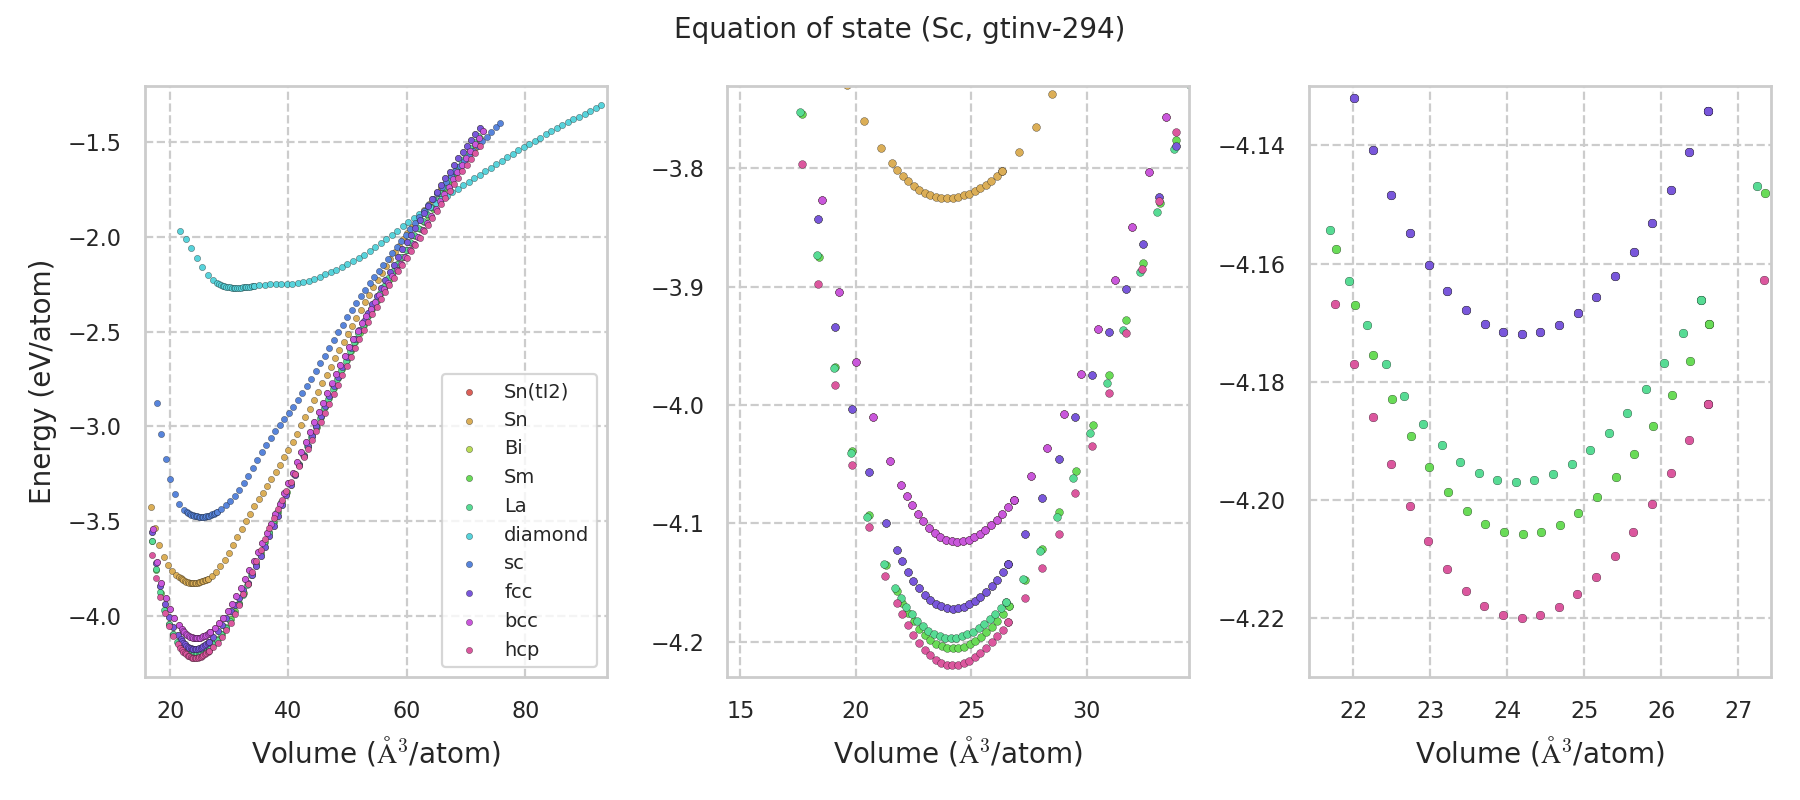 Equation of state (Sc, gtinv-294)
Energy (eV/atom)
−1.5
−2.0
−2.5
−3.0
−3.5
−4.0
20 40 60 80
Volume (Å³/atom)
Sn(tI2)
Sn
Bi
Sm
La
diamond
sc
fcc
bcc
hcp
−3.8
−3.9
−4.0
−4.1
−4.2
15 20 25 30
Volume (Å³/atom)
−4.14
−4.16
−4.18
−4.20
−4.22
22 23 24 25 26 27
Volume (Å³/atom)